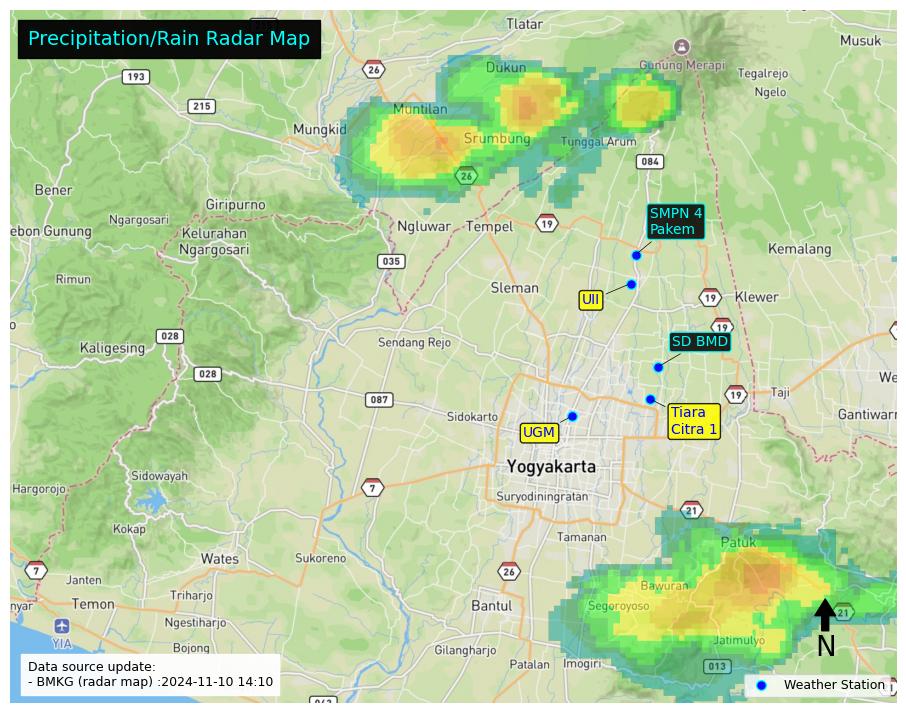 Precipitation/Rain Radar Map
Tlatar
Musuk
26
Dukun
Gunung Merapi
Tegalrejo
193
Ngelo
215
Muntilan
Mungkid
Srumbung
Tunggal Arum
084
26
Bener
Giripurno
SMPN 4
Pakem
Ngargosari
Ngluwar
Tempel
19
ebon Gunung
Kelurahan
Ngargosari
Kemalang
035
Rimun
Sleman
UII
19
Klewer
19
028
Kaligesing
Sendang Rejo
SD BMD
028
We
087
19
Taji
Sidokarto
Tiara
Citra 1
Gantiwarn
UGM
Yogyakarta
Sidowayah
Hargorojo
7
Suryodiningratan
21
Kokap
Tamanan
Patuk
Wates
Sukoreno
7
26
Janten
Bawuran
Triharjo
nyar
Temon
Bantul
Segoroyoso
21
Ngestiharjo
YIA
N
Jatimulyo
Bojong
Gilangharjo
Patalan
Imogiri
013
Data source update:
- BMKG (radar map) :2024-11-10 14:10
Weather Station